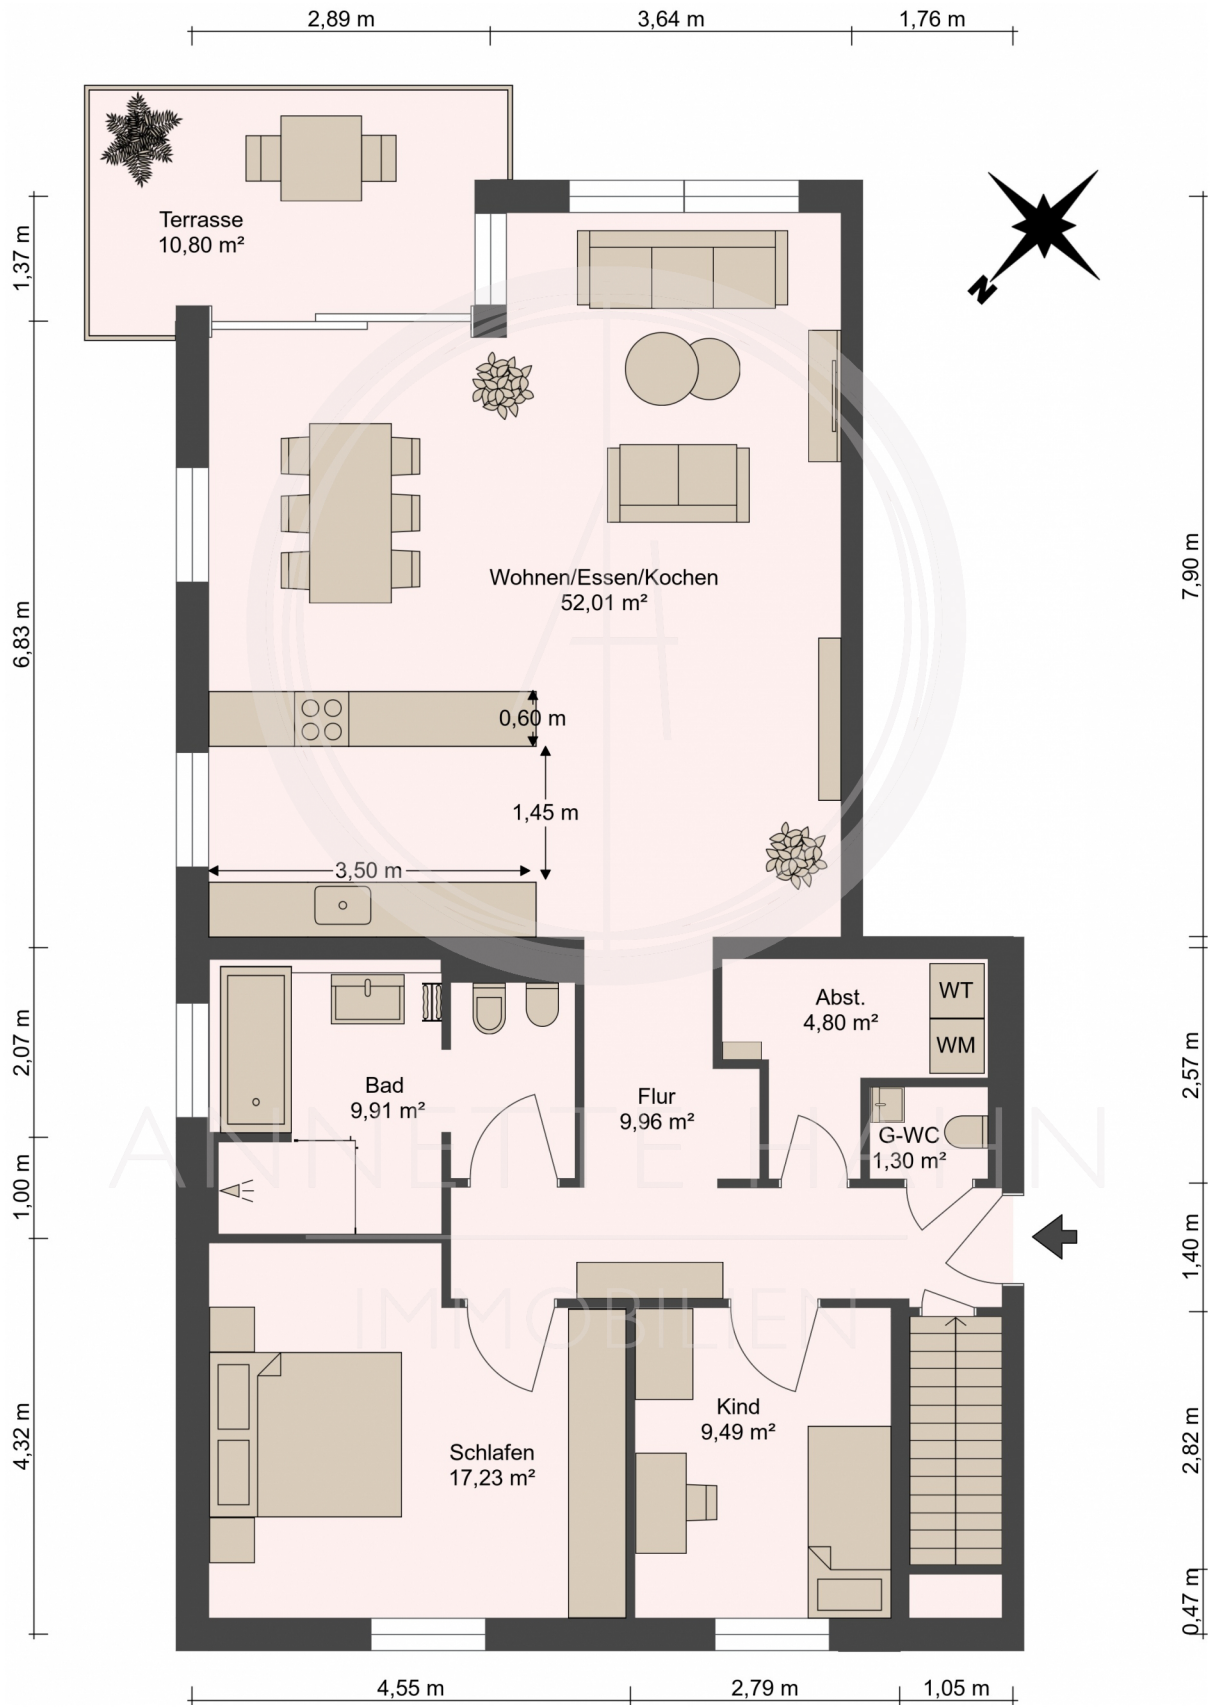 2,89 m
3,64 m
1,76 m
Terrasse
10,80 m²
1,37 m
N
7,90 m
Wohnen/Essen/Kochen
52,01 m²
6,83 m
0,60 m
1,45 m
3,50 m
Abst.
4,80 m²
WT
WM
2,07 m
2,57 m
Bad
9,91 m²
Flur
9,96 m²
G-WC
1,30 m²
ANNETTE HAHN
1,00 m
1,40 m
IMMOBILIEN
Kind
9,49 m²
Schlafen
17,23 m²
4,32 m
2,82 m
0,47 m
4,55 m
2,79 m
1,05 m